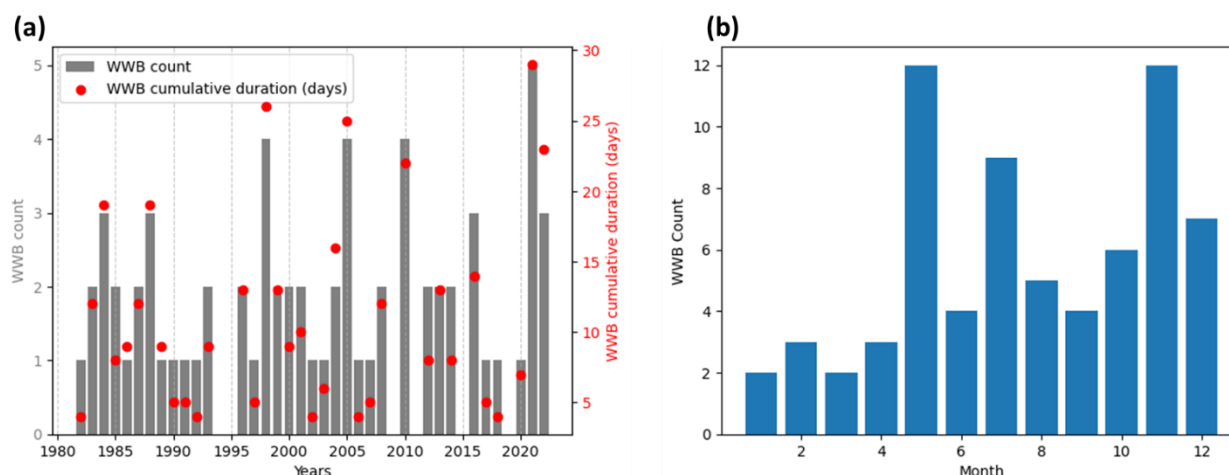 (a)
WWB count
WWB cumulative duration (days)
WWB count
5
4
3
2
1
0
30
25
20
15
10
5
WWB cumulative duration (days)
1980 1985 1990 1995 2000 2005 2010 2015 2020
Years
(b)
WWB Count
12
10
8
6
4
2
0
2 4 6 8 10 12
Month